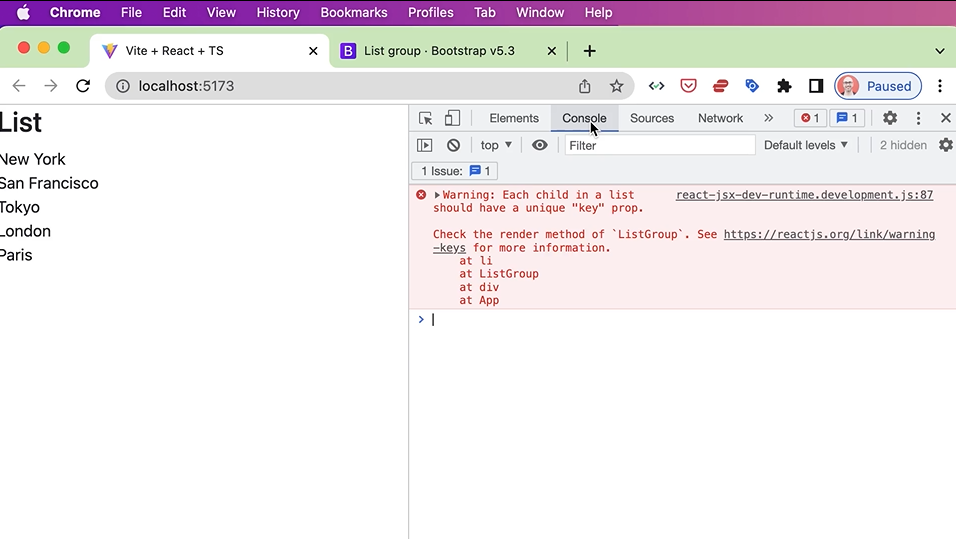 Chrome File Edit View History Bookmarks Profiles Tab Window Help
Vite + React + TS
List group · Bootstrap v5.3
localhost:5173
Paused
List
New York
San Francisco
Tokyo
London
Paris
Elements Console Sources Network 1 1
top Filter Default levels 2 hidden
1 Issue: 1
Warning: Each child in a list react-jsx-dev-runtime.development.js:87
should have a unique "key" prop.
Check the render method of `ListGroup`. See https://reactjs.org/link/warning
-keys for more information.
at li
at ListGroup
at div
at App